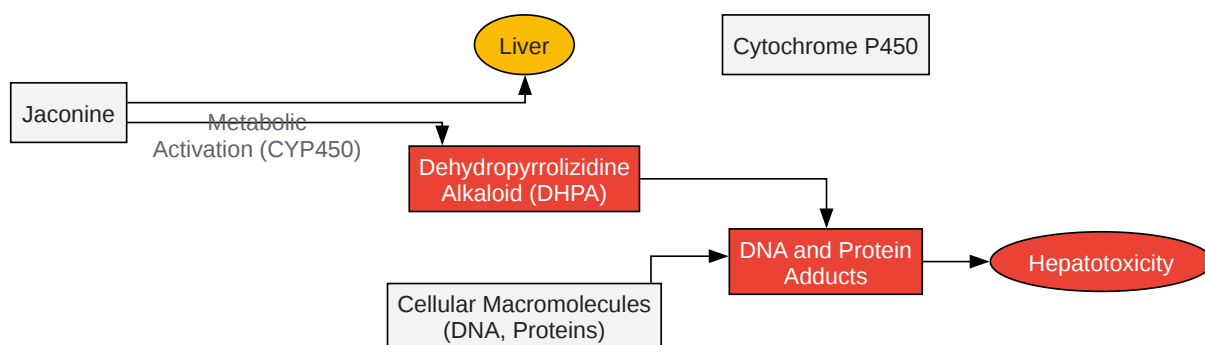 Liver
Cytochrome P450
Jaconine
Metabolic
Activation (CYP450)
Dehydropyrrolizidine
Alkaloid (DHPA)
DNA and Protein
Adducts
Hepatotoxicity
Cellular Macromolecules
(DNA, Proteins)